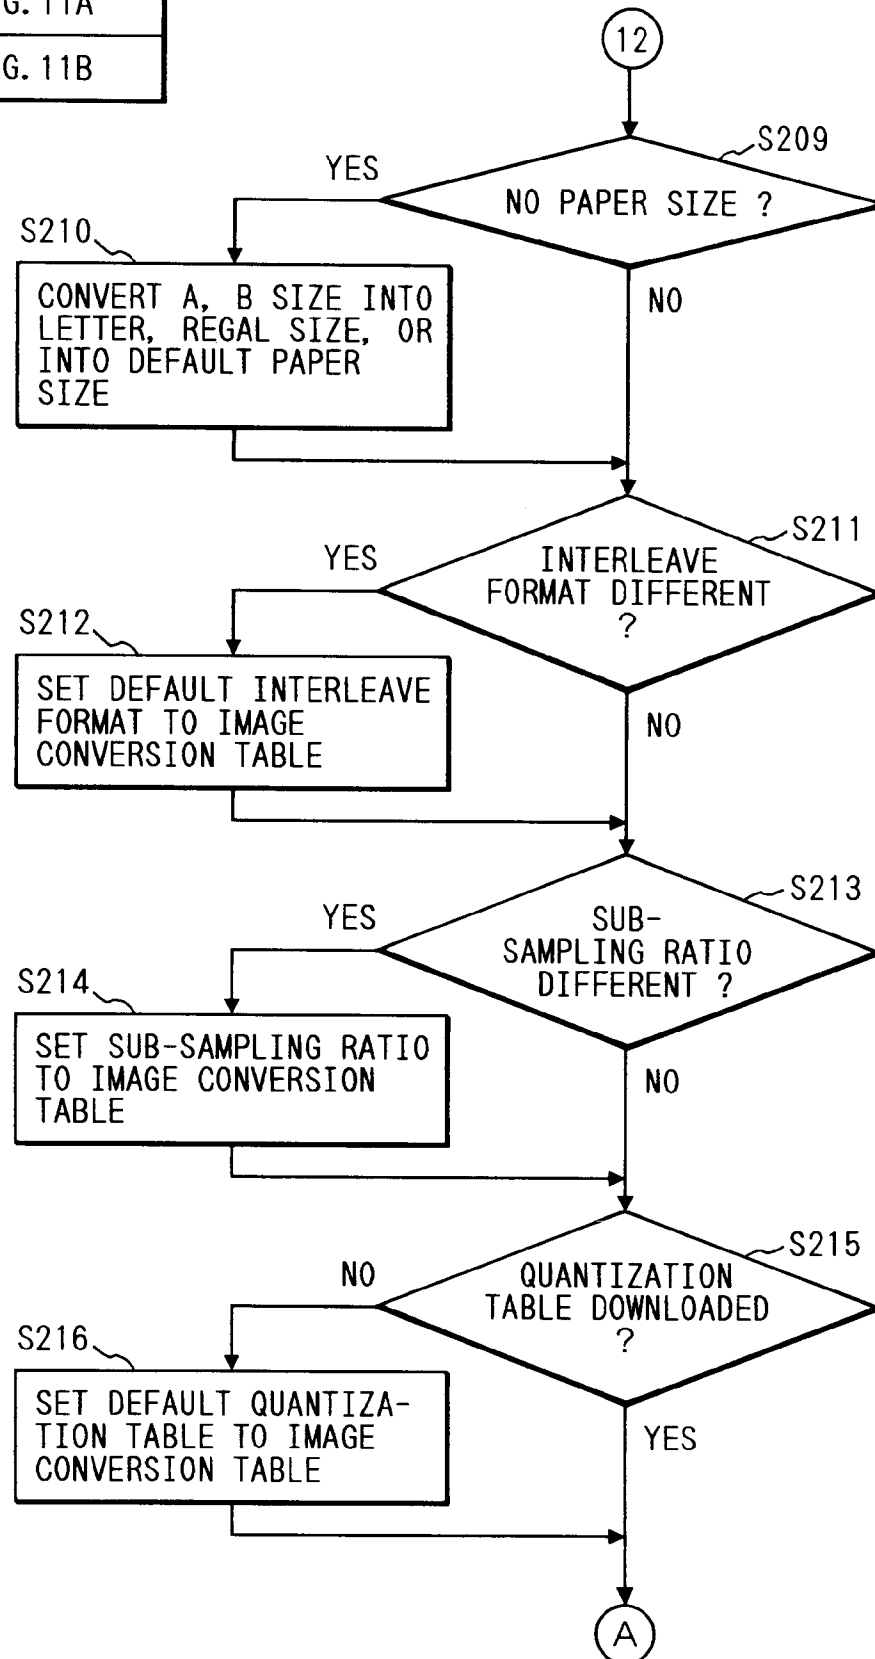 G. 11A
G. 11B
12
S209
YES
NO PAPER SIZE ?
S210
NO
CONVERT A, B SIZE INTO
LETTER, REGAL SIZE, OR
INTO DEFAULT PAPER
SIZE
S211
YES
INTERLEAVE
FORMAT DIFFERENT
?
S212
SET DEFAULT INTERLEAVE
FORMAT TO IMAGE
CONVERSION TABLE
NO
S213
YES
SUB-
SAMPLING RATIO
DIFFERENT ?
S214
SET SUB-SAMPLING RATIO
TO IMAGE CONVERSION
TABLE
NO
S215
NO
QUANTIZATION
TABLE DOWNLOADED
?
S216
SET DEFAULT QUANTIZA-
TION TABLE TO IMAGE
CONVERSION TABLE
YES
A